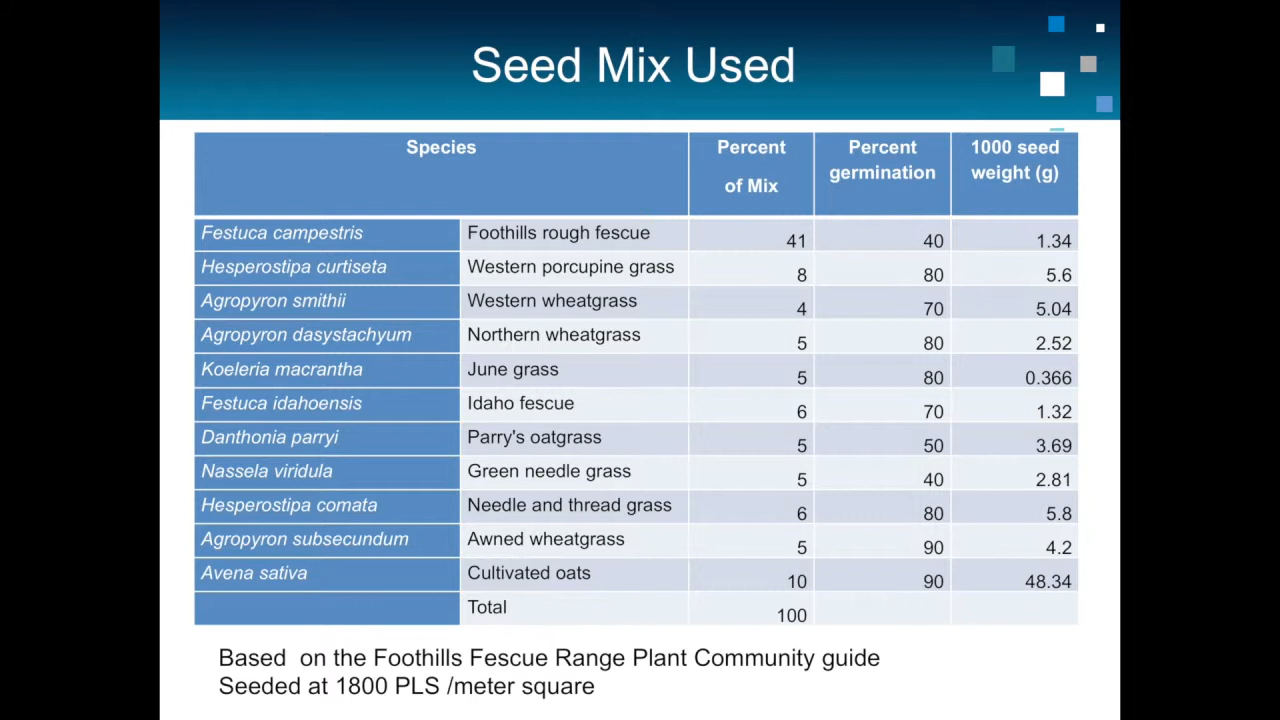 Seed Mix Used
Species Percent of Mix Percent germination 1000 seed weight (g)
Festuca campestris Foothills rough fescue 41 40 1.34
Hesperostipa curtiseta Western porcupine grass 8 80 5.6
Agropyron smithii Western wheatgrass 4 70 5.04
Agropyron dasystachyum Northern wheatgrass 5 80 2.52
Koeleria macrantha June grass 5 80 0.366
Festuca idahoensis Idaho fescue 6 70 1.32
Danthonia parryi Parry's oatgrass 5 50 3.69
Nassela viridula Green needle grass 5 40 2.81
Hesperostipa comata Needle and thread grass 6 80 5.8
Agropyron subsecundum Awned wheatgrass 5 90 4.2
Avena sativa Cultivated oats 10 90 48.34
Total 100
Based on the Foothills Fescue Range Plant Community guide
Seeded at 1800 PLS /meter square